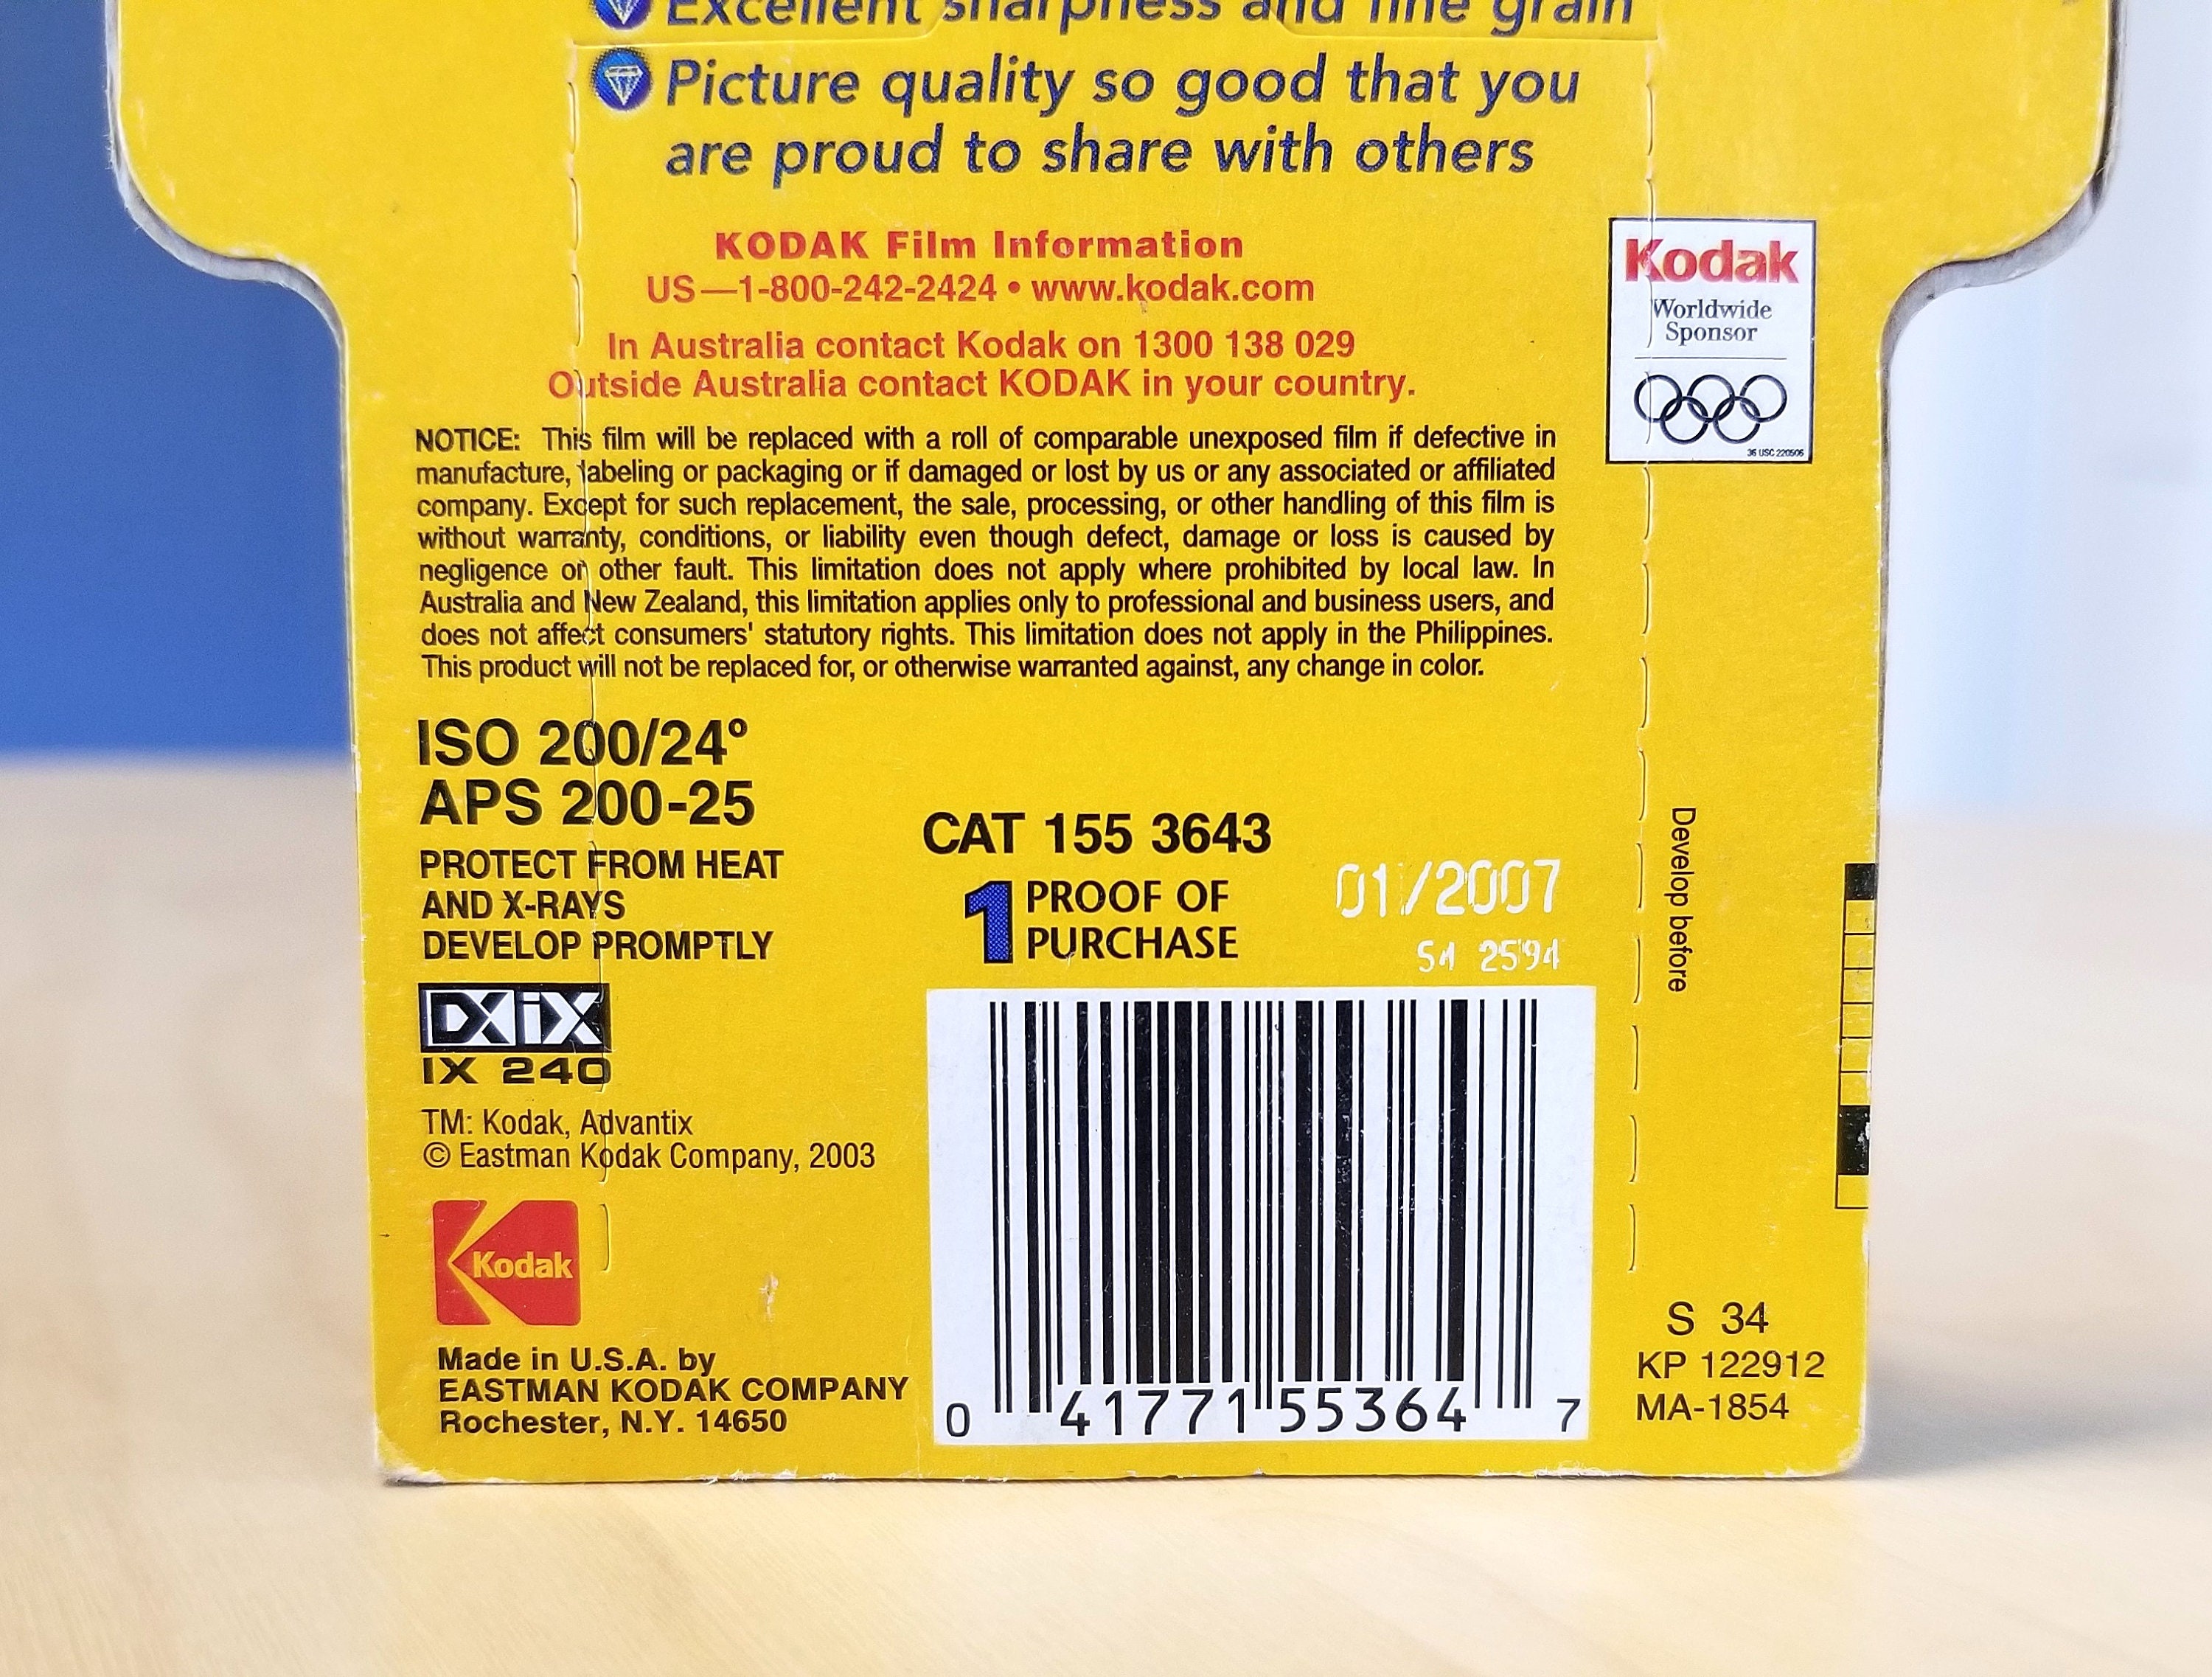 Excellent sharpness and fine grain
Picture quality so good that you
are proud to share with others
KODAK Film Information
US—1-800-242-2424 • www.kodak.com
In Australia contact Kodak on 1300 138 029
Outside Australia contact KODAK in your country.
Kodak
Worldwide
Sponsor
36 USC 220506
NOTICE: This film will be replaced with a roll of comparable unexposed film if defective in
manufacture, labeling or packaging or if damaged or lost by us or any associated or affiliated
company. Except for such replacement, the sale, processing, or other handling of this film is
without warranty, conditions, or liability even though defect, damage or loss is caused by
negligence or other fault. This limitation does not apply where prohibited by local law. In
Australia and New Zealand, this limitation applies only to professional and business users, and
does not affect consumers' statutory rights. This limitation does not apply in the Philippines.
This product will not be replaced for, or otherwise warranted against, any change in color.
ISO 200/24°
APS 200-25
PROTECT FROM HEAT
AND X-RAYS
DEVELOP PROMPTLY
DXiX
IX 240
TM: Kodak, Advantix
© Eastman Kodak Company, 2003
Kodak
Made in U.S.A. by
EASTMAN KODAK COMPANY
Rochester, N.Y. 14650
CAT 155 3643
1 PROOF OF
PURCHASE
01/2007
54 2594
Develop before
0 41771 55364 7
S 34
KP 122912
MA-1854